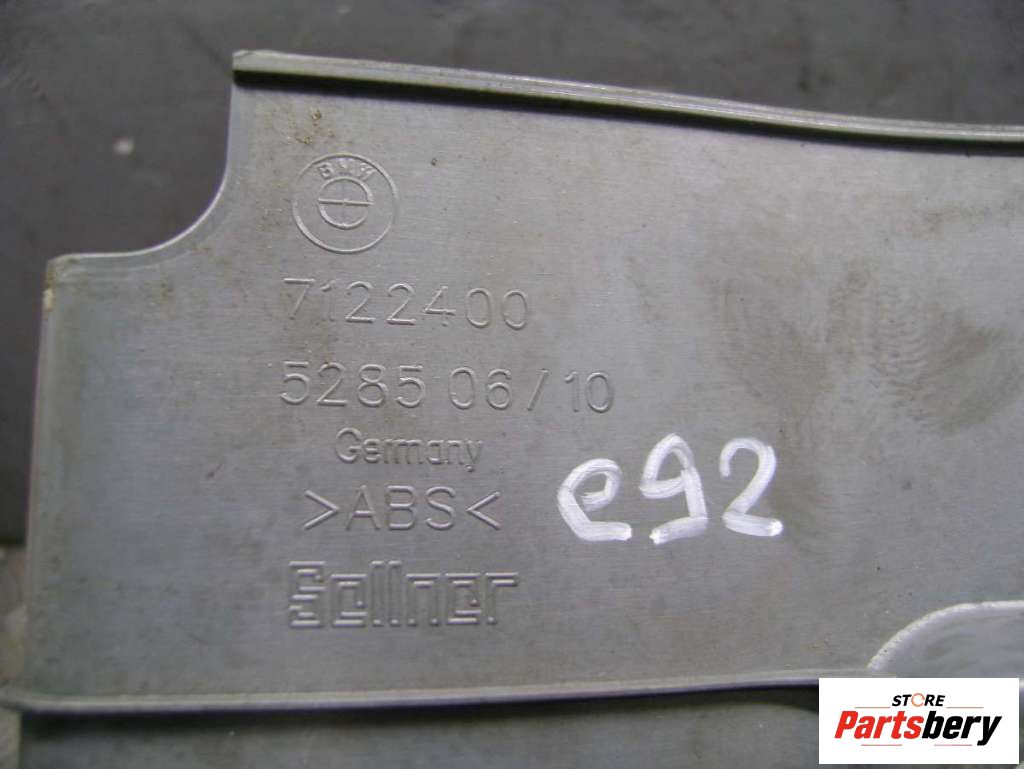 BMW
7122400
5285 06/10
Germany
>ABS<
e92
Sellner
STORE
Partsbery